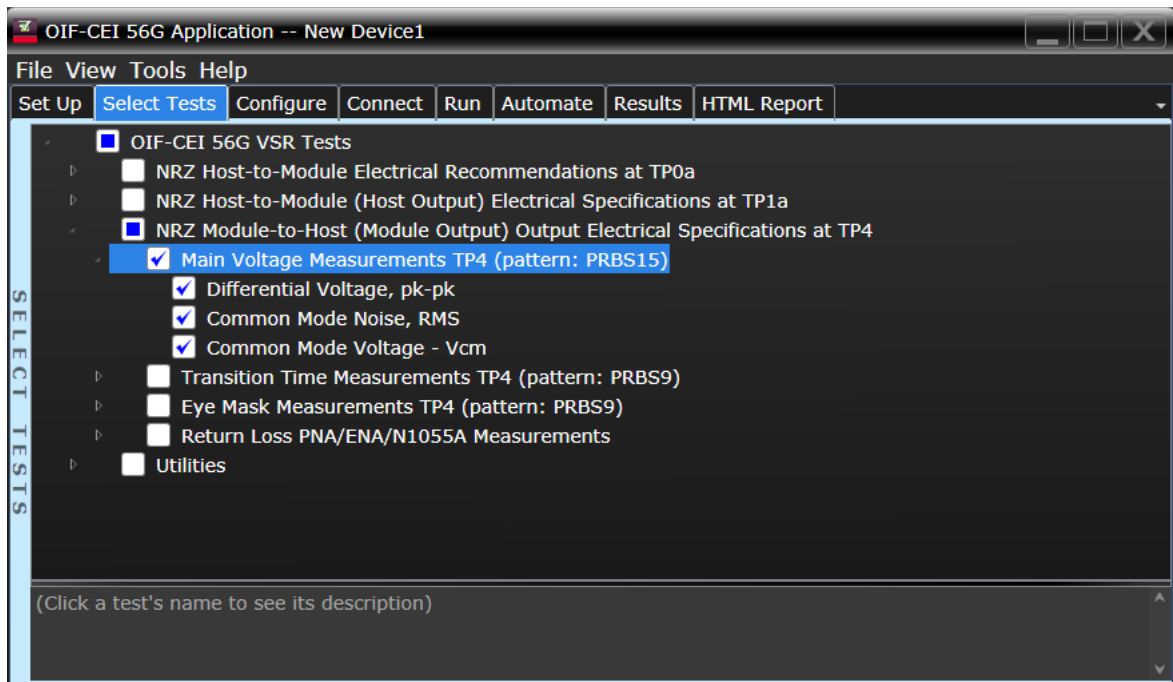 OIF-CEI 56G Application -- New Device1
File View Tools Help
Set Up Select Tests Configure Connect Run Automate Results HTML Report
SELECT TESTS
OIF-CEI 56G VSR Tests
NRZ Host-to-Module Electrical Recommendations at TP0a
NRZ Host-to-Module (Host Output) Electrical Specifications at TP1a
NRZ Module-to-Host (Module Output) Output Electrical Specifications at TP4
Main Voltage Measurements TP4 (pattern: PRBS15)
Differential Voltage, pk-pk
Common Mode Noise, RMS
Common Mode Voltage - Vcm
Transition Time Measurements TP4 (pattern: PRBS9)
Eye Mask Measurements TP4 (pattern: PRBS9)
Return Loss PNA/ENA/N1055A Measurements
Utilities
(Click a test's name to see its description)